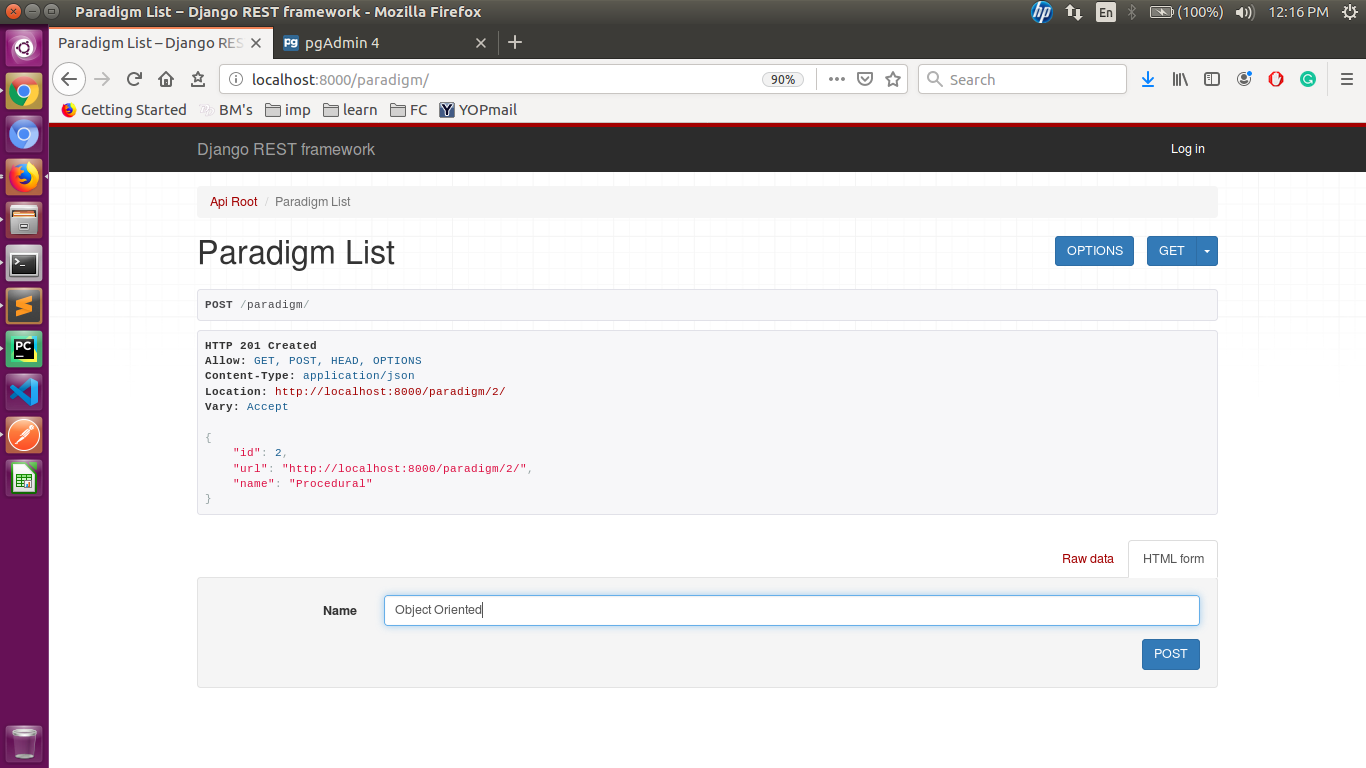 Paradigm List – Django REST framework - Mozilla Firefox
hp
En
(100%)
12:16 PM
Paradigm List – Django RES
Pg pgAdmin 4
localhost:8000/paradigm/
90%
Search
Getting Started
BM's
imp
learn
FC
Y YOPmail
Django REST framework
Log in
Api Root / Paradigm List
Paradigm List
OPTIONS
GET
POST /paradigm/
HTTP 201 Created
Allow: GET, POST, HEAD, OPTIONS
Content-Type: application/json
Location: http://localhost:8000/paradigm/2/
Vary: Accept
{
"id": 2,
"url": "http://localhost:8000/paradigm/2/",
"name": "Procedural"
}
Raw data
HTML form
Name
Object Oriented
POST
PC